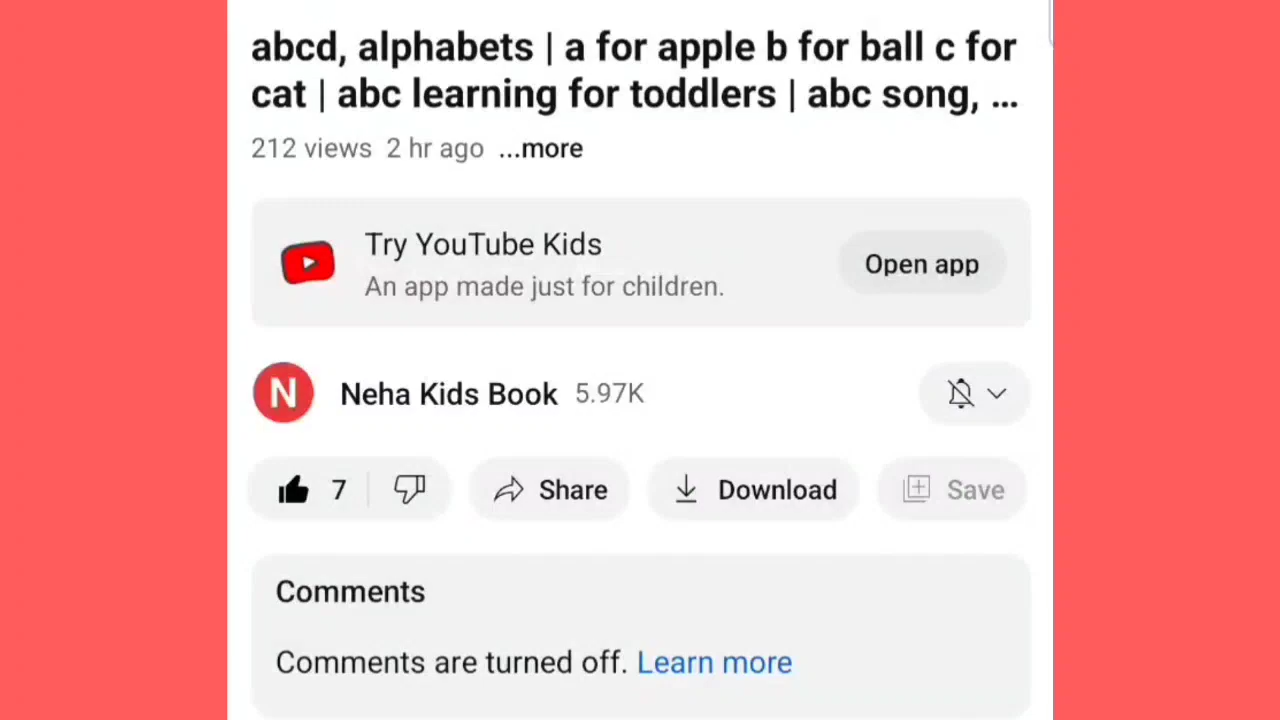 abcd, alphabets | a for apple b for ball c for
cat | abc learning for toddlers | abc song, ...
212 views 2 hr ago ...more
Try YouTube Kids
An app made just for children.
Open app
N
Neha Kids Book 5.97K
7
Share
Download
Save
Comments
Comments are turned off. Learn more